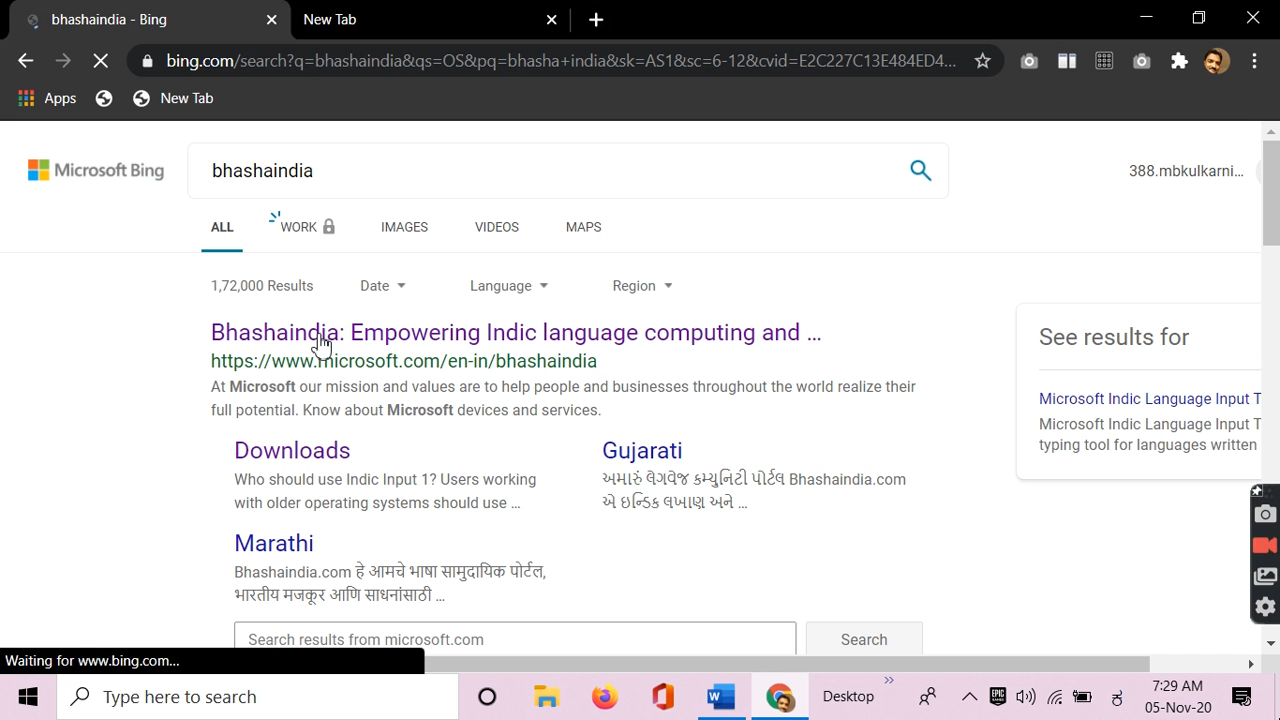 bhashaindia - Bing
New Tab
bing.com/search?q=bhashaindia&qs=OS&pq=bhasha+india&sk=AS1&sc=6-12&cvid=E2C227C13E484ED4...
Apps
New Tab
Microsoft Bing
bhashaindia
388.mbkulkarni...
ALL
WORK
IMAGES
VIDEOS
MAPS
1,72,000 Results
Date
Language
Region
Bhashaindia: Empowering Indic language computing and ...
https://www.microsoft.com/en-in/bhashaindia
At Microsoft our mission and values are to help people and businesses throughout the world realize their
full potential. Know about Microsoft devices and services.
See results for
Microsoft Indic Language Input T
Microsoft Indic Language Input T
typing tool for languages written
Downloads
Who should use Indic Input 1? Users working
with older operating systems should use ...
Gujarati
અમારું લેંગવેજ કમ્યુનિટી પોર્ટલ Bhashaindia.com
એ ઇન્ડિક લખાણ અને ...
Marathi
Bhashaindia.com हे आमचे भाषा सामुदायिक पोर्टल,
भारतीय मजकूर आणि साधनांसाठी ...
Search results from microsoft.com
Search
Waiting for www.bing.com...
Type here to search
Desktop
ಕ
7:29 AM
05-Nov-20